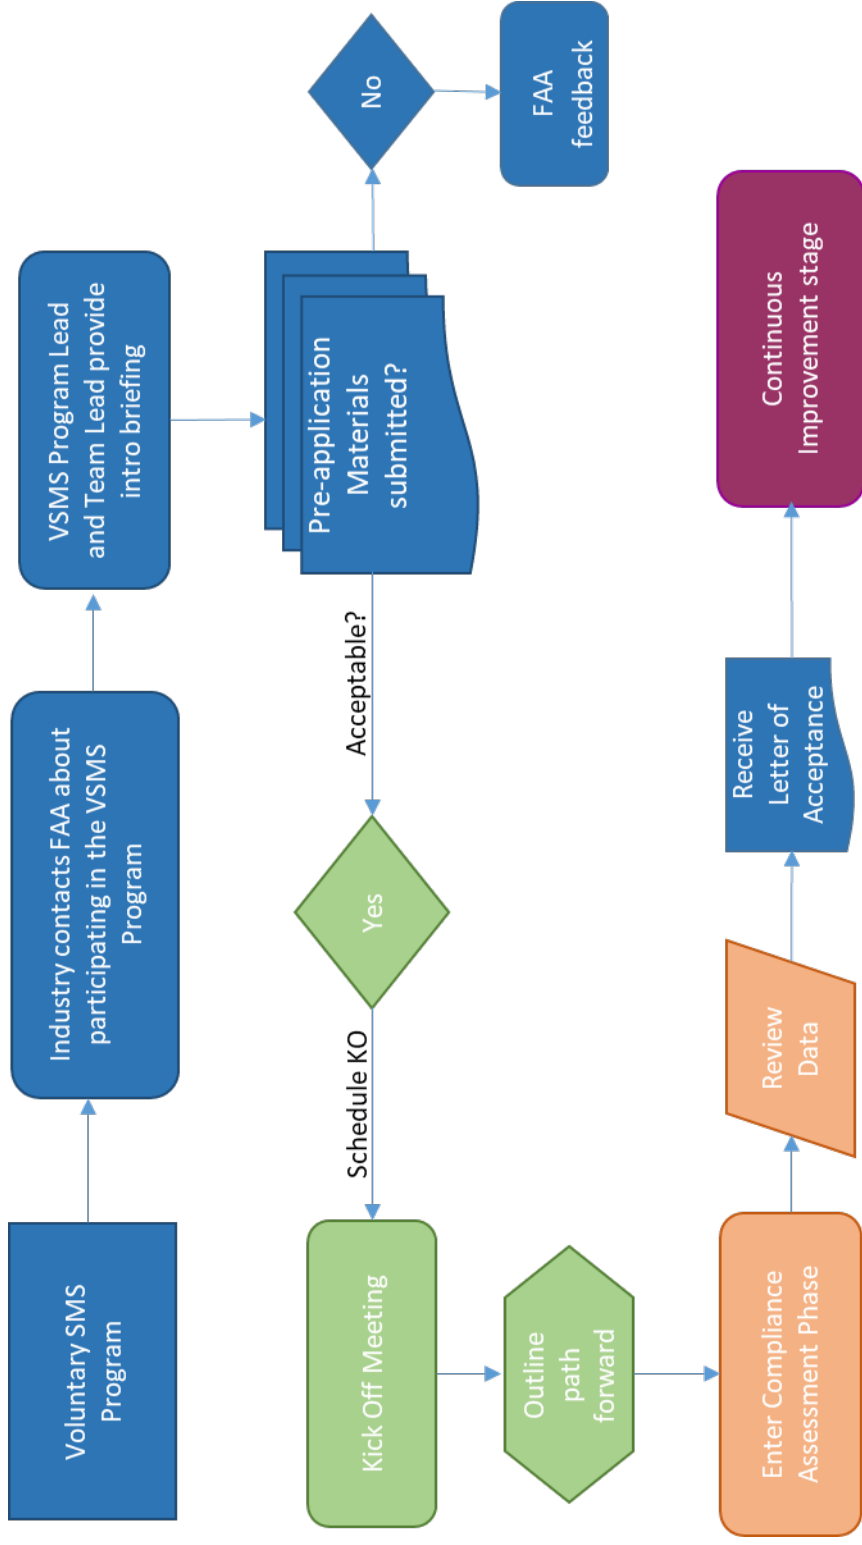 Voluntary SMS
Program
Industry contacts FAA about
participating in the VSMS
Program
VSMS Program Lead
and Team Lead provide
intro briefing
Pre-application
Materials
submitted?
No
FAA
feedback
Acceptable?
Yes
Schedule KO
Kick Off Meeting
Outline
path
forward
Enter Compliance
Assessment Phase
Review
Data
Receive
Letter of
Acceptance
Continuous
Improvement stage